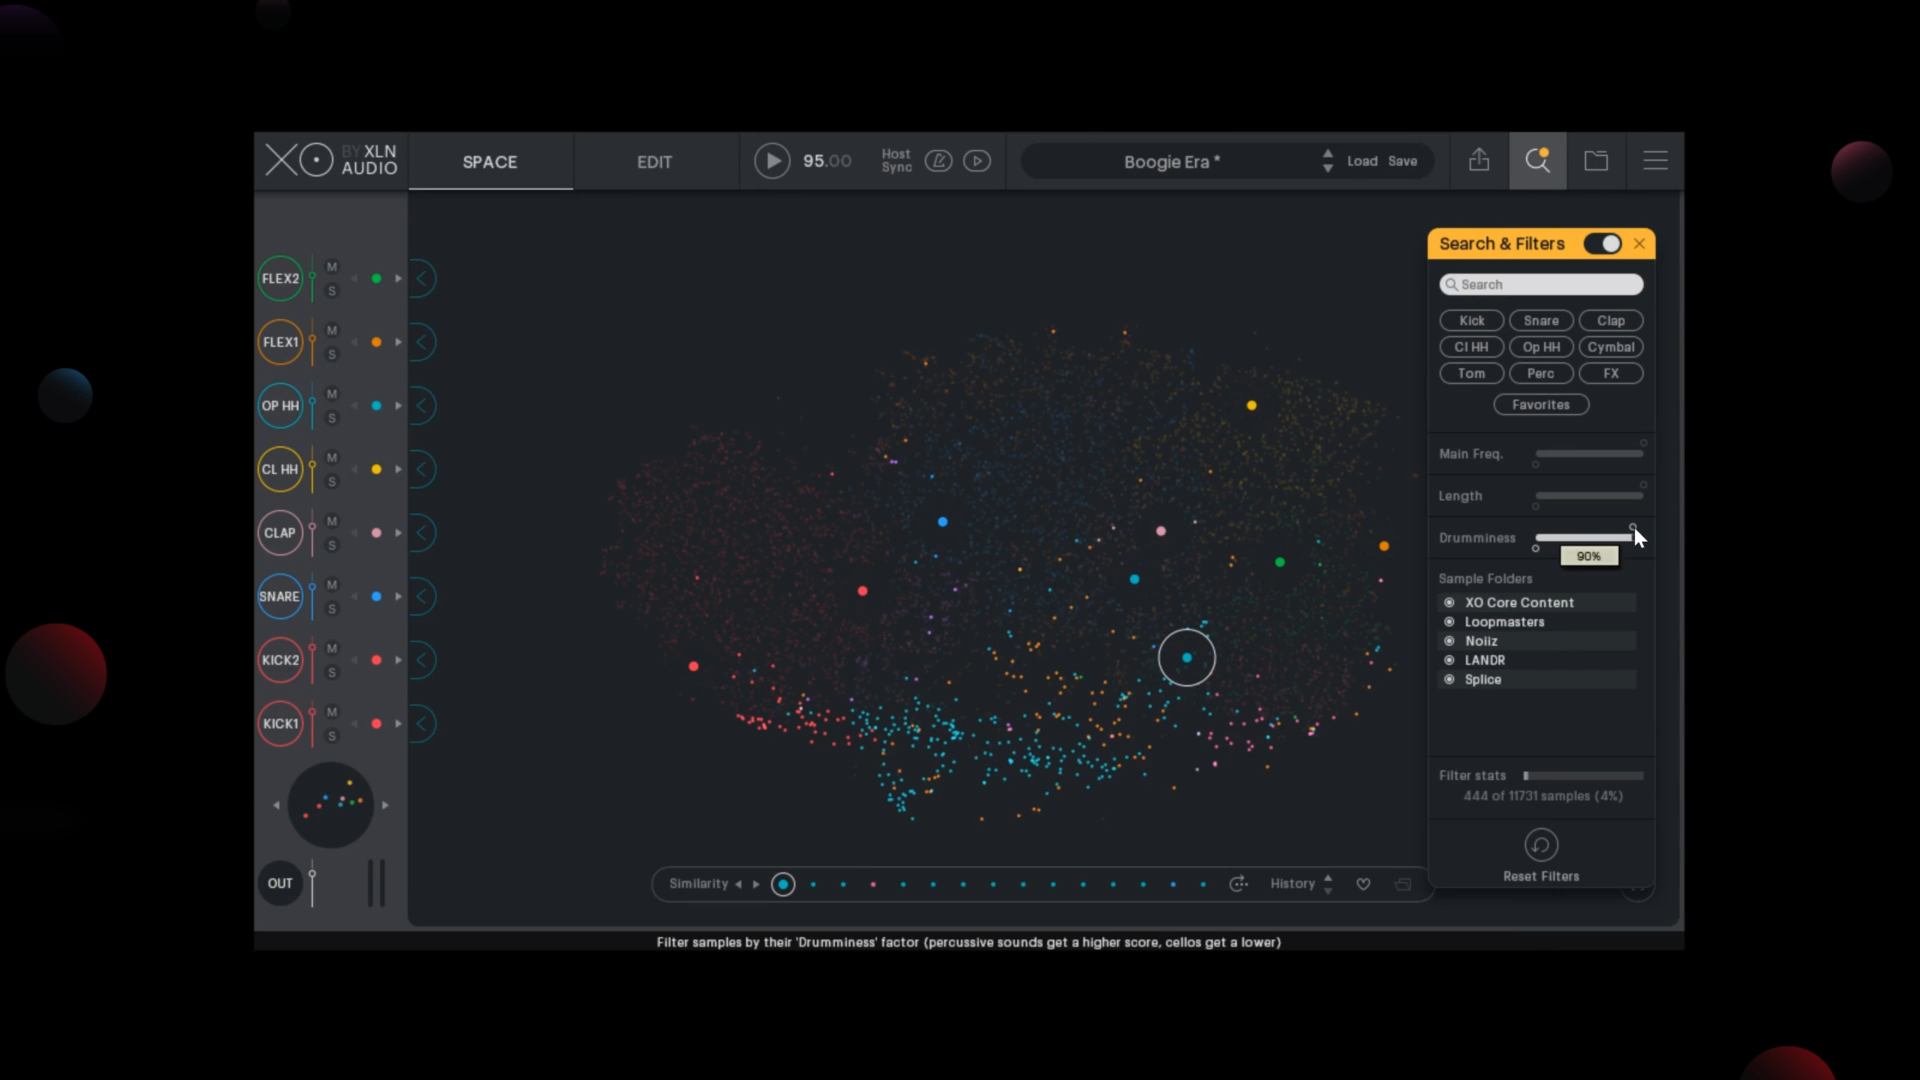 XO BY XLN AUDIO
SPACE
EDIT
95.00
Host Sync
Boogie Era *
Load
Save
FLEX2
M
S
FLEX1
M
S
OP HH
M
S
CL HH
M
S
CLAP
M
S
SNARE
M
S
KICK2
M
S
KICK1
M
S
OUT
Search & Filters
Search
Kick Snare Clap
Cl HH Op HH Cymbal
Tom Perc FX
Favorites
Main Freq.
Length
Drumminess
90%
Sample Folders
XO Core Content
Loopmasters
Noiiz
LANDR
Splice
Filter stats
444 of 11731 samples (4%)
Reset Filters
Similarity
History
Filter samples by their 'Drumminess' factor (percussive sounds get a higher score, cellos get a lower)